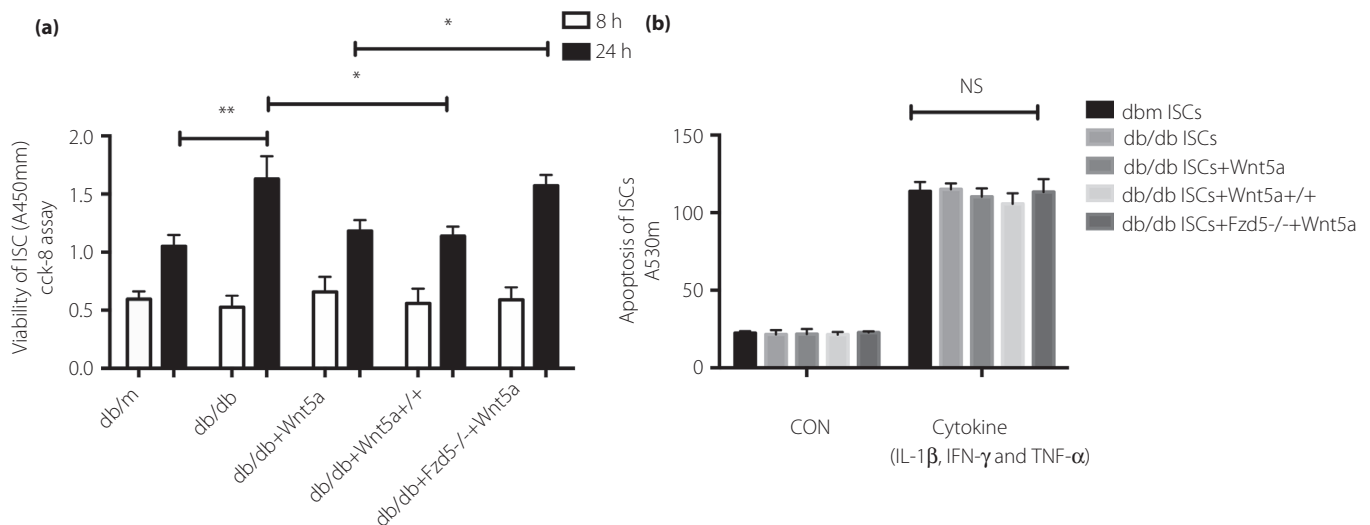 (a)
8 h
24 h
*
*
**
Viability of ISC (A450mm)
cck-8 assay
2.0
1.5
1.0
0.5
0.0
db/m
db/db
db/db+Wnt5a
db/db+Wnt5a+/+
db/db+Fzd5-/-+Wnt5a
(b)
NS
dbm ISCs
db/db ISCs
db/db ISCs+Wnt5a
db/db ISCs+Wnt5a+/+
db/db ISCs+Fzd5-/-+Wnt5a
Apoptosis of ISCs
A530m
150
100
50
0
CON
Cytokine
(IL-1β, IFN-γ and TNF-α)